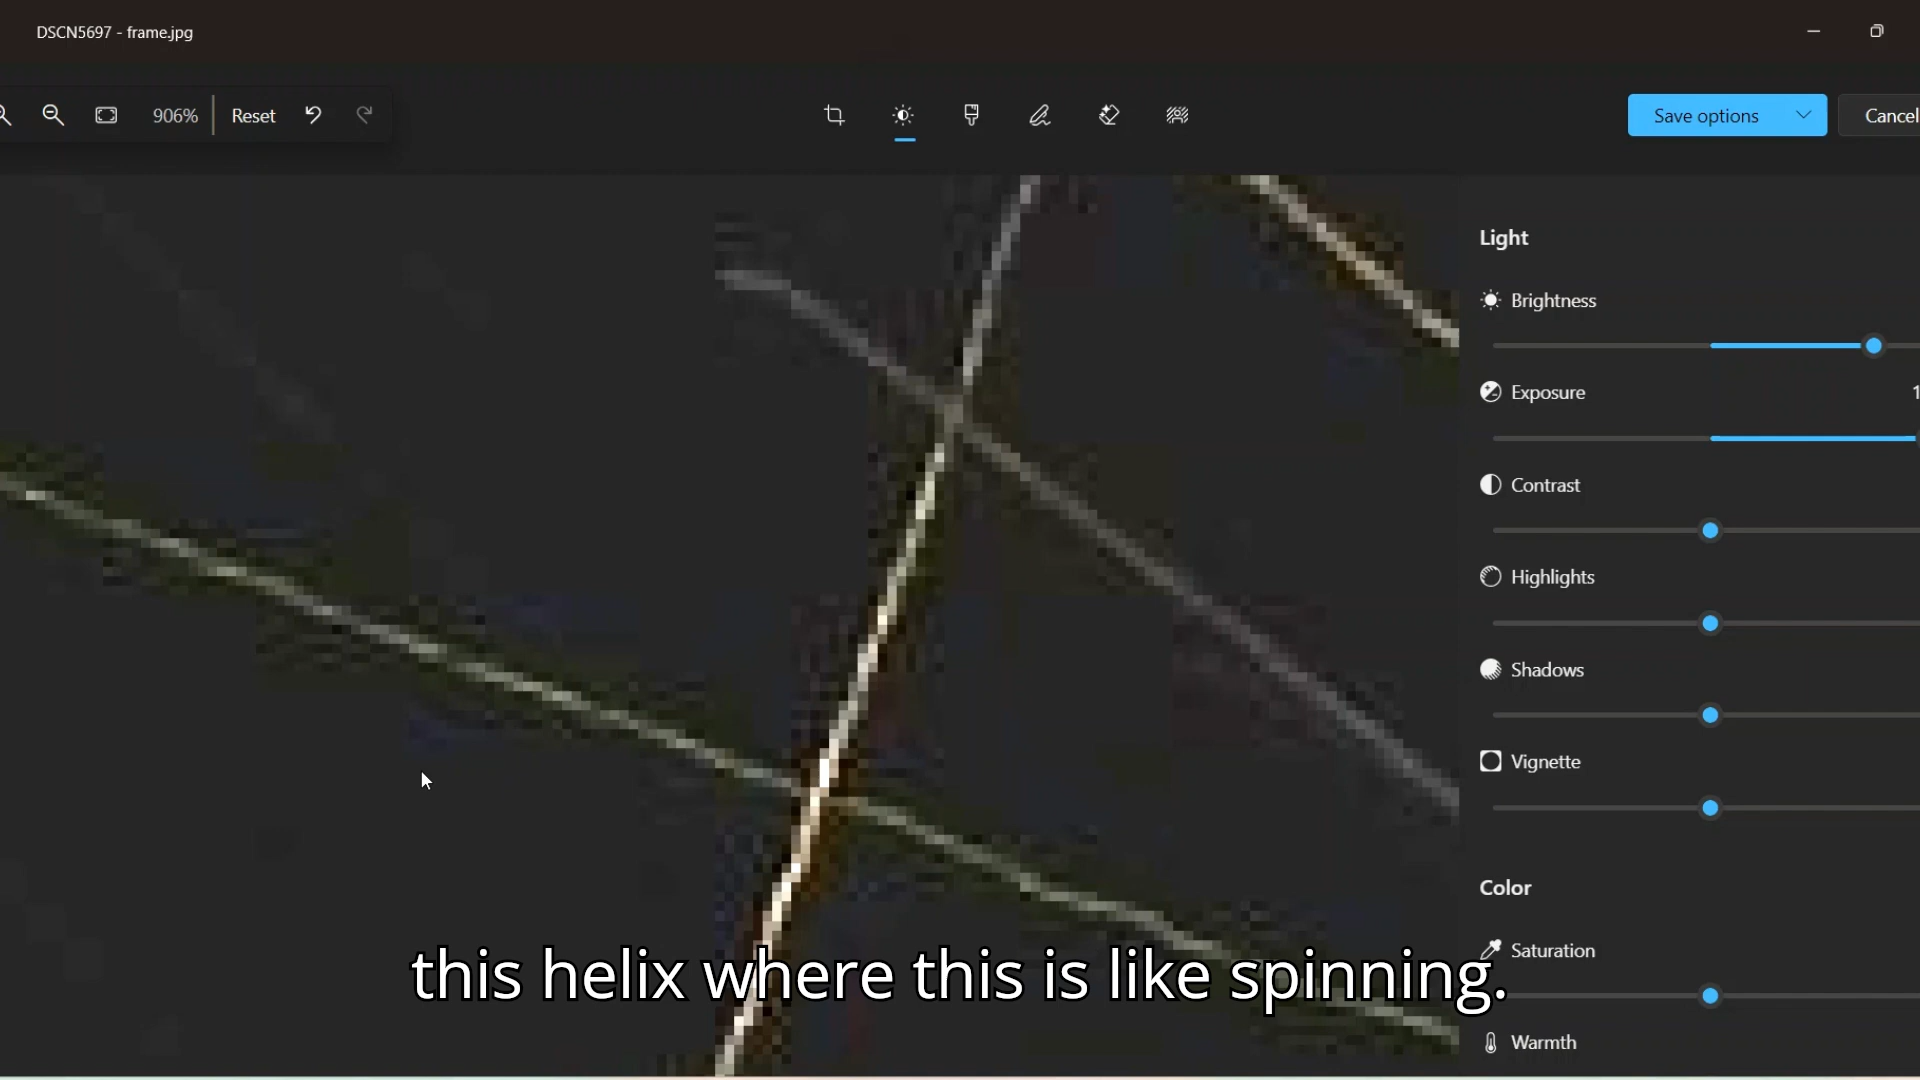 DSCN5697 - frame.jpg
906%
Reset
Save options
Cancel
Light
Brightness
Exposure
1
Contrast
Highlights
Shadows
Vignette
Color
Saturation
Warmth
this helix where this is like spinning.